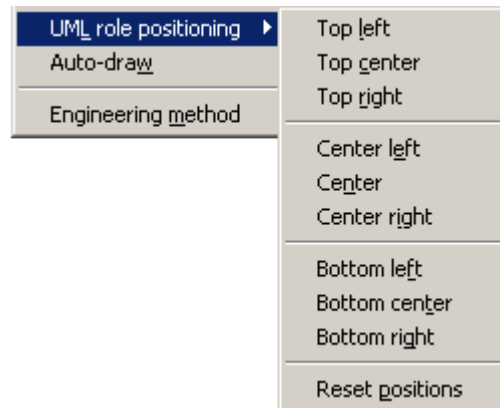 UML role positioning
Auto-draw
Engineering method
Top left
Top center
Top right
Center left
Center
Center right
Bottom left
Bottom center
Bottom right
Reset positions